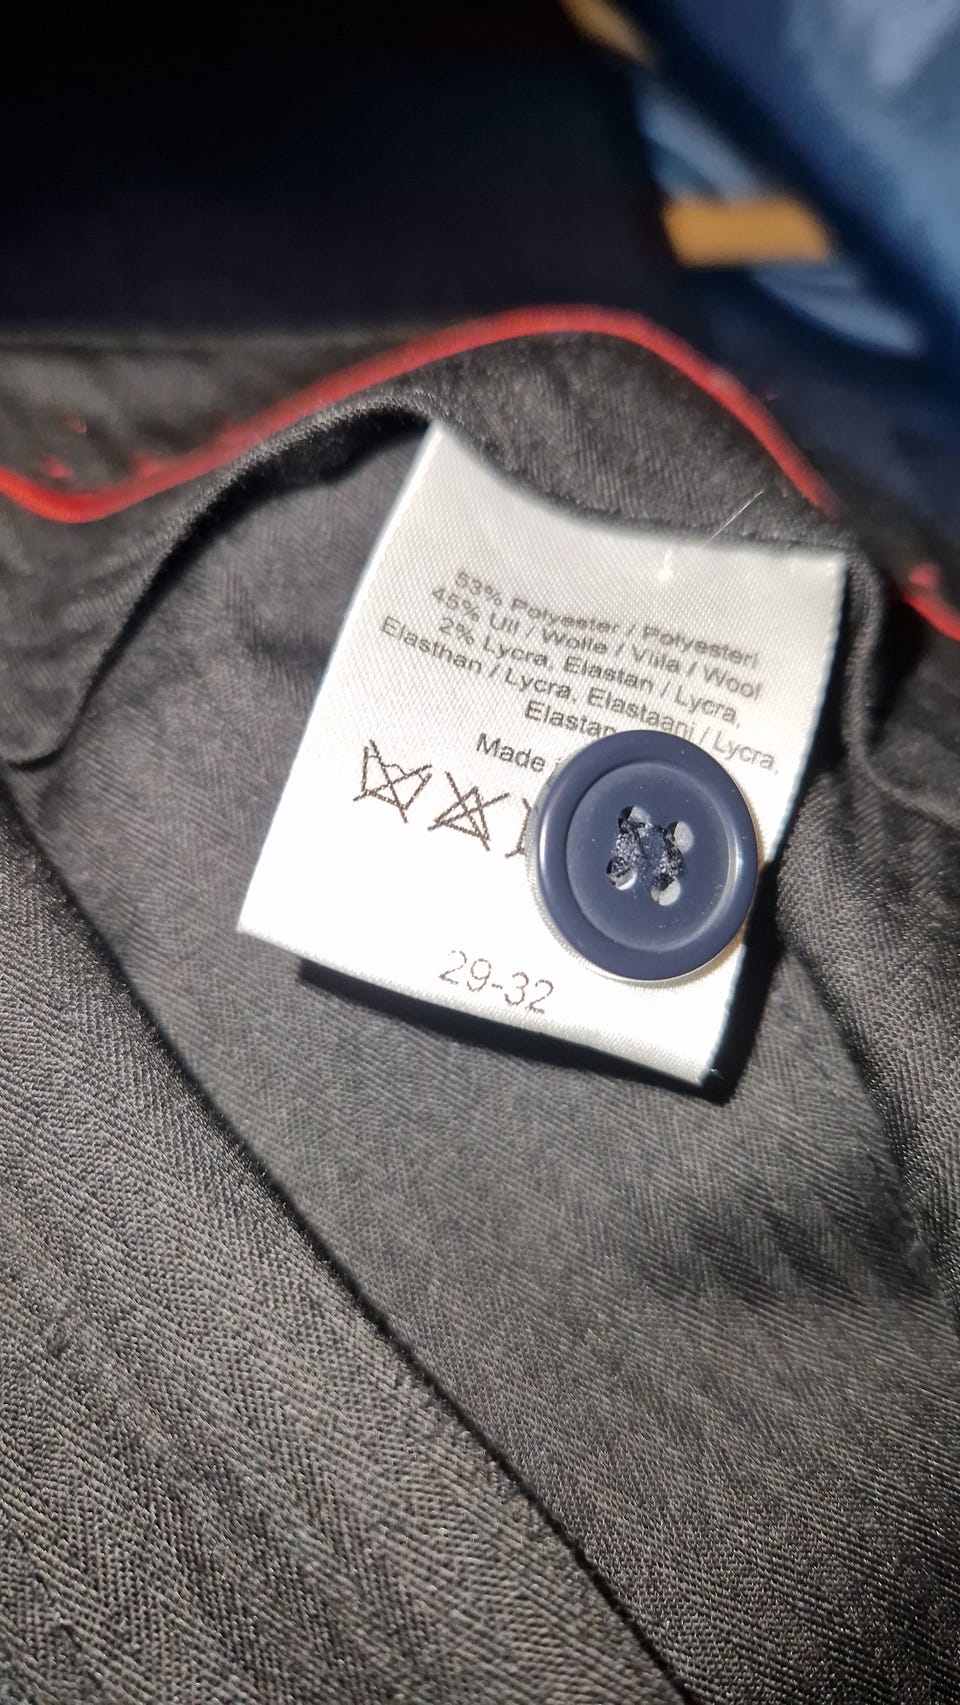 53% Polyester / Polyesteri
45% Ull / Wolle / Villa / Wool
2% Lycra, Elastan / Lycra,
Elasthan / Lycra, Elastaani / Lycra,
Elastan
Made
29-32